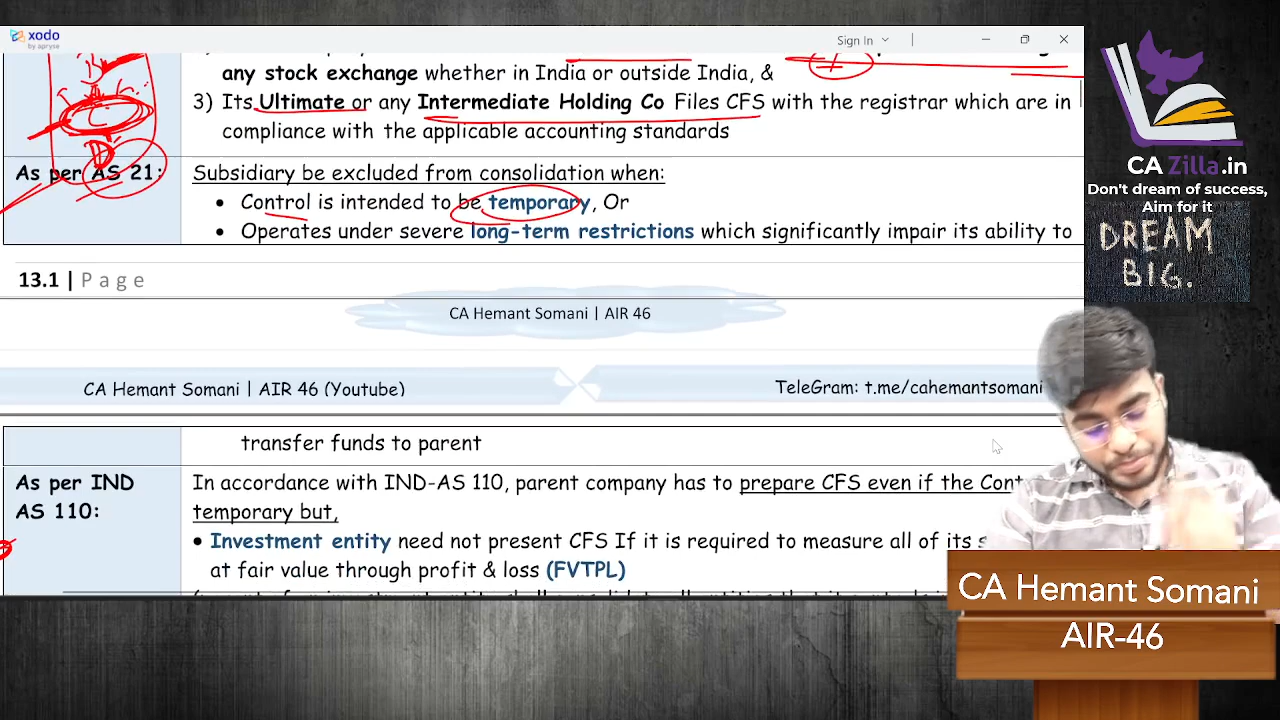 xodo
by apryse
Sign In
any stock exchange whether in India or outside India, &
3) Its Ultimate or any Intermediate Holding Co Files CFS with the registrar which are in
compliance with the applicable accounting standards
As per AS 21:
Subsidiary be excluded from consolidation when:
• Control is intended to be temporary, Or
• Operates under severe long-term restrictions which significantly impair its ability to
13.1 | Page
CA Hemant Somani | AIR 46
CA Hemant Somani | AIR 46 (Youtube)
TeleGram: t.me/cahemantsomani
transfer funds to parent
As per IND
AS 110:
In accordance with IND-AS 110, parent company has to prepare CFS even if the
temporary but,
• Investment entity need not present CFS If it is required to measure all of its
at fair value through profit & loss (FVTPL)
CA Zilla.in
Don't dream of success,
Aim for it
DREAM
BIG.
CA Hemant Somani
AIR-46